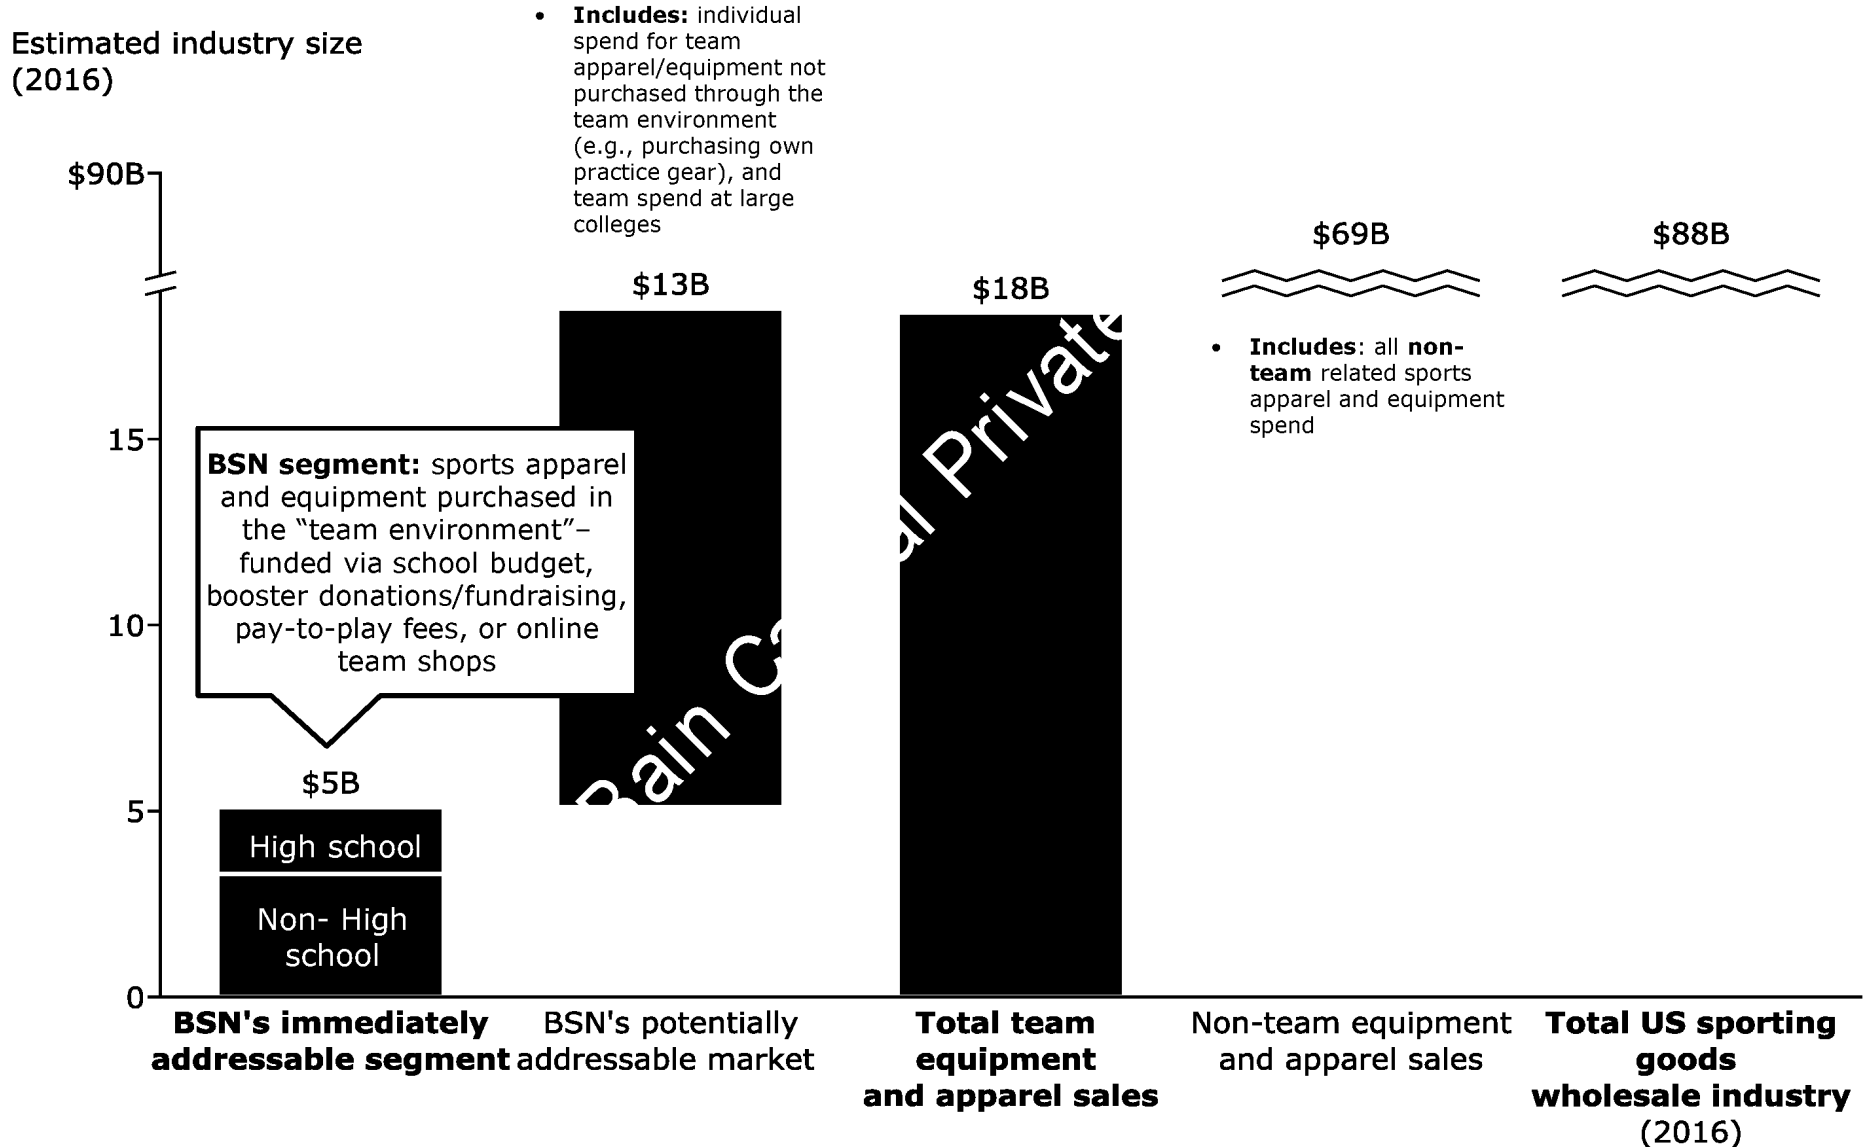 Estimated industry size
(2016)
• Includes: individual
spend for team
apparel/equipment not
purchased through the
team environment
(e.g., purchasing own
practice gear), and
team spend at large
colleges
$90B
15
10
5
0
BSN segment: sports apparel
and equipment purchased in
the “team environment”–
funded via school budget,
booster donations/fundraising,
pay-to-play fees, or online
team shops
$5B
High school
Non- High
school
$13B
Bain Ca
$18B
al Private
$69B
• Includes: all non-
team related sports
apparel and equipment
spend
$88B
BSN's immediately
addressable segment
BSN's potentially
addressable market
Total team
equipment
and apparel sales
Non-team equipment
and apparel sales
Total US sporting
goods
wholesale industry
(2016)